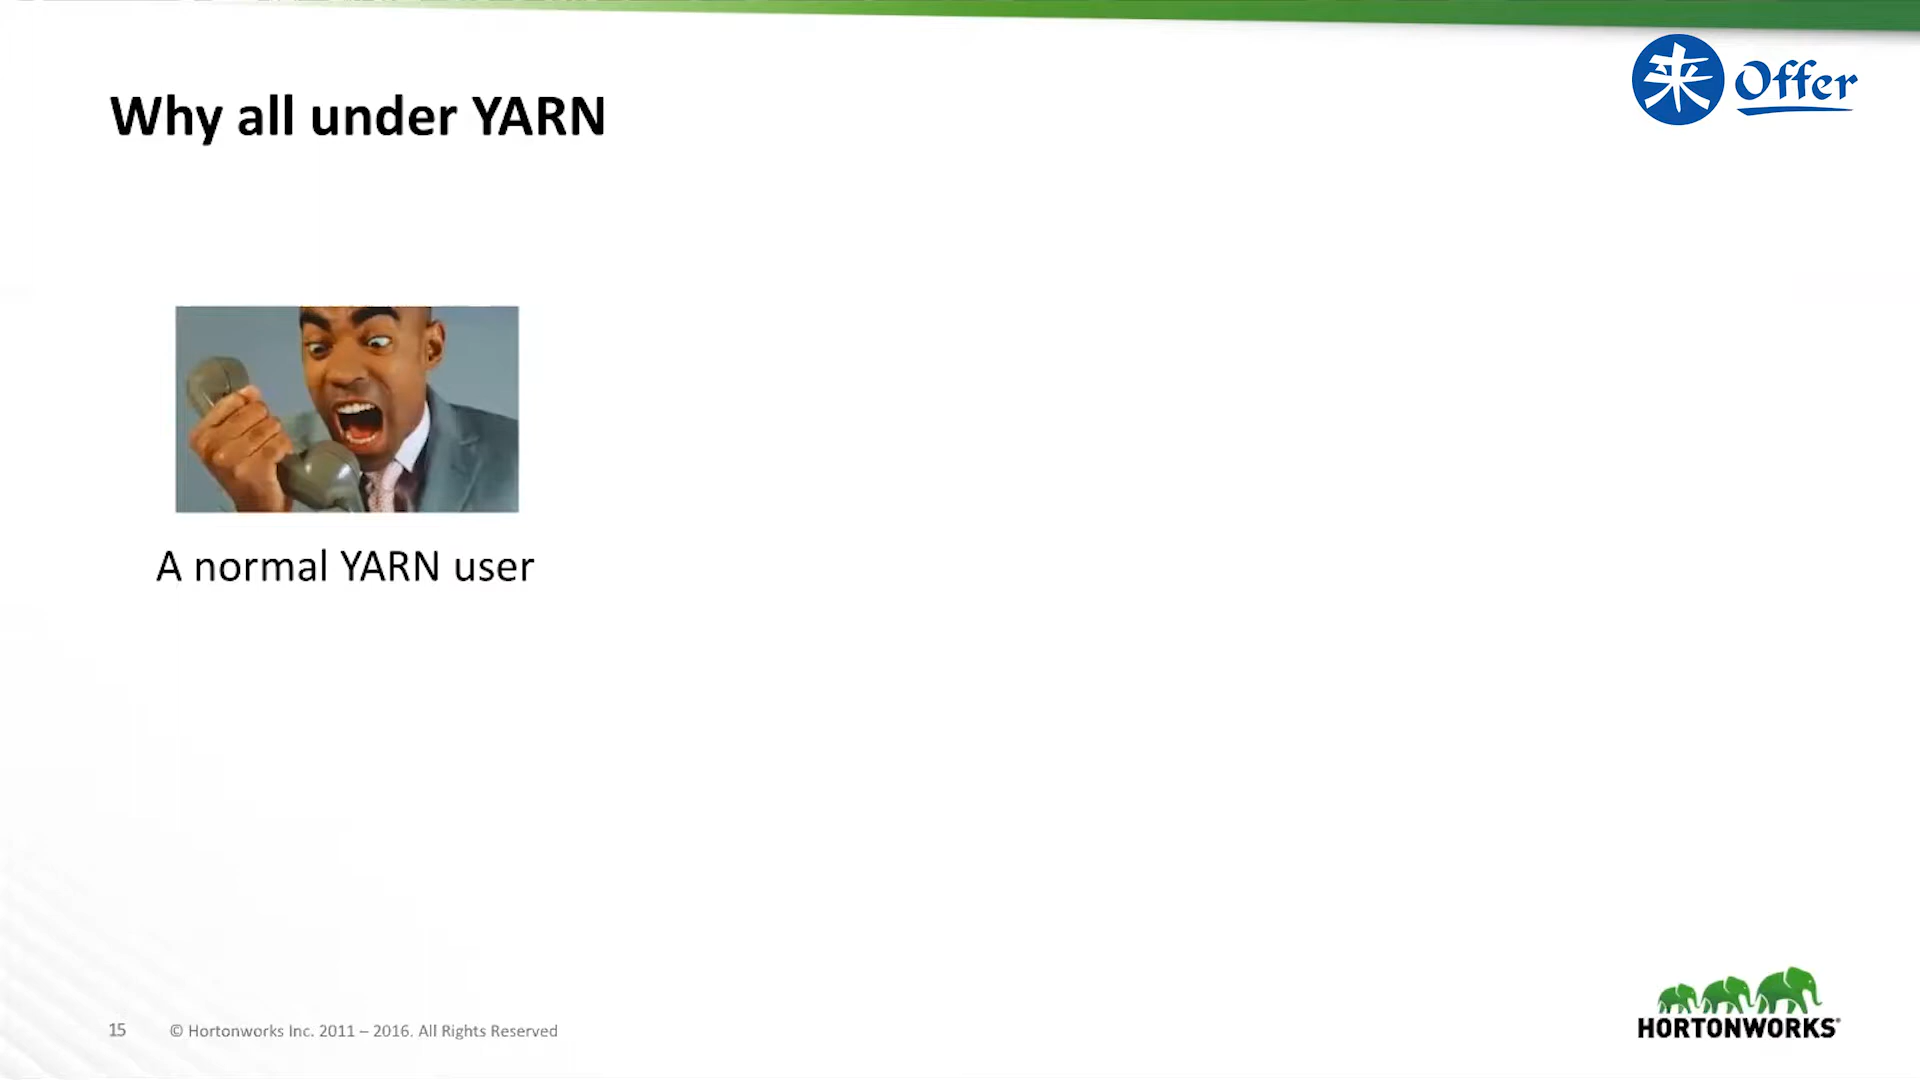 来 Offer
Why all under YARN
A normal YARN user
15 © Hortonworks Inc. 2011 – 2016. All Rights Reserved
HORTONWORKS®